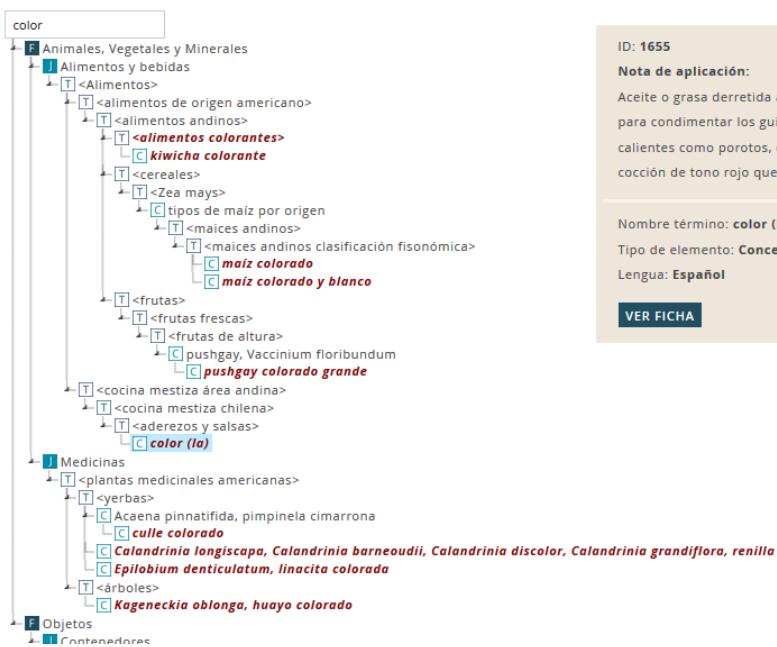 color
F Animales, Vegetales y Minerales
J Alimentos y bebidas
T <Alimentos>
T <alimentos de origen americano>
T <alimentos andinos>
T <alimentos colorantes>
C kiwicha colorante
T <cereales>
T <Zea mays>
C tipos de maíz por origen
T <maices andinos>
T <maices andinos clasificación fisonómica>
C maíz colorado
C maíz colorado y blanco
T <frutas>
T <frutas frescas>
T <frutas de altura>
C pushgay, Vaccinium floribundum
C pushgay colorado grande
T <cocina mestiza área andina>
T <cocina mestiza chilena>
T <aderezos y salsas>
C color (la)
J Medicinas
T <plantas medicinales americanas>
T <yerbas>
C Acaena pinnatifida, pimpinela cimarrona
C culle colorado
C Calandrinia longiscapa, Calandrinia barneoudii, Calandrinia discolor, Calandrinia grandiflora, renilla
C Epilobium denticulatum, linacita colorada
T <árboles>
C Kageneckia oblonga, huayo colorado
F Objetos
J Contenedores
ID: 1655
Nota de aplicación:
Aceite o grasa derretida
para condimentar los gui
calientes como porotos,
cocción de tono rojo que
Nombre término: color (
Tipo de elemento: Conce
Lengua: Español
VER FICHA